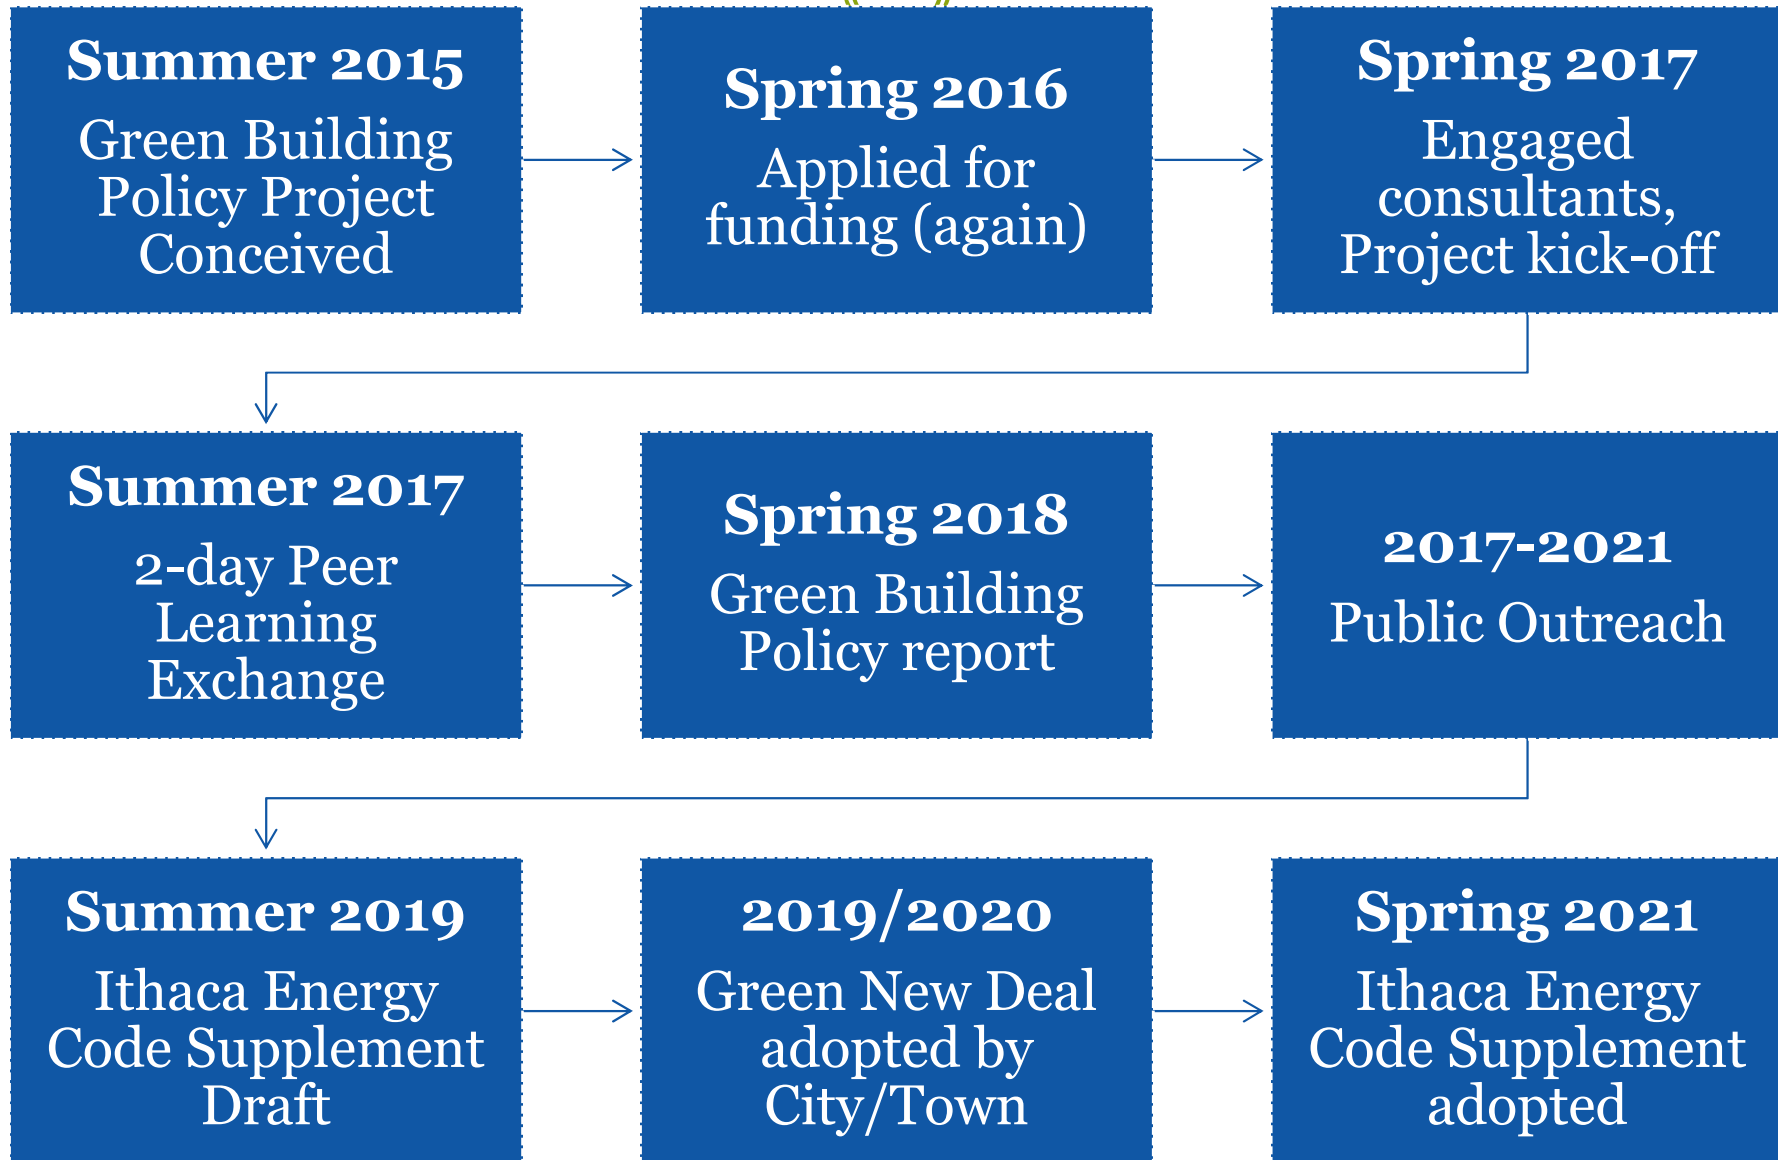 Summer 2015
Green Building
Policy Project
Conceived
Spring 2016
Applied for
funding (again)
Spring 2017
Engaged
consultants,
Project kick-off
Summer 2017
2-day Peer
Learning
Exchange
Spring 2018
Green Building
Policy report
2017-2021
Public Outreach
Summer 2019
Ithaca Energy
Code Supplement
Draft
2019/2020
Green New Deal
adopted by
City/Town
Spring 2021
Ithaca Energy
Code Supplement
adopted